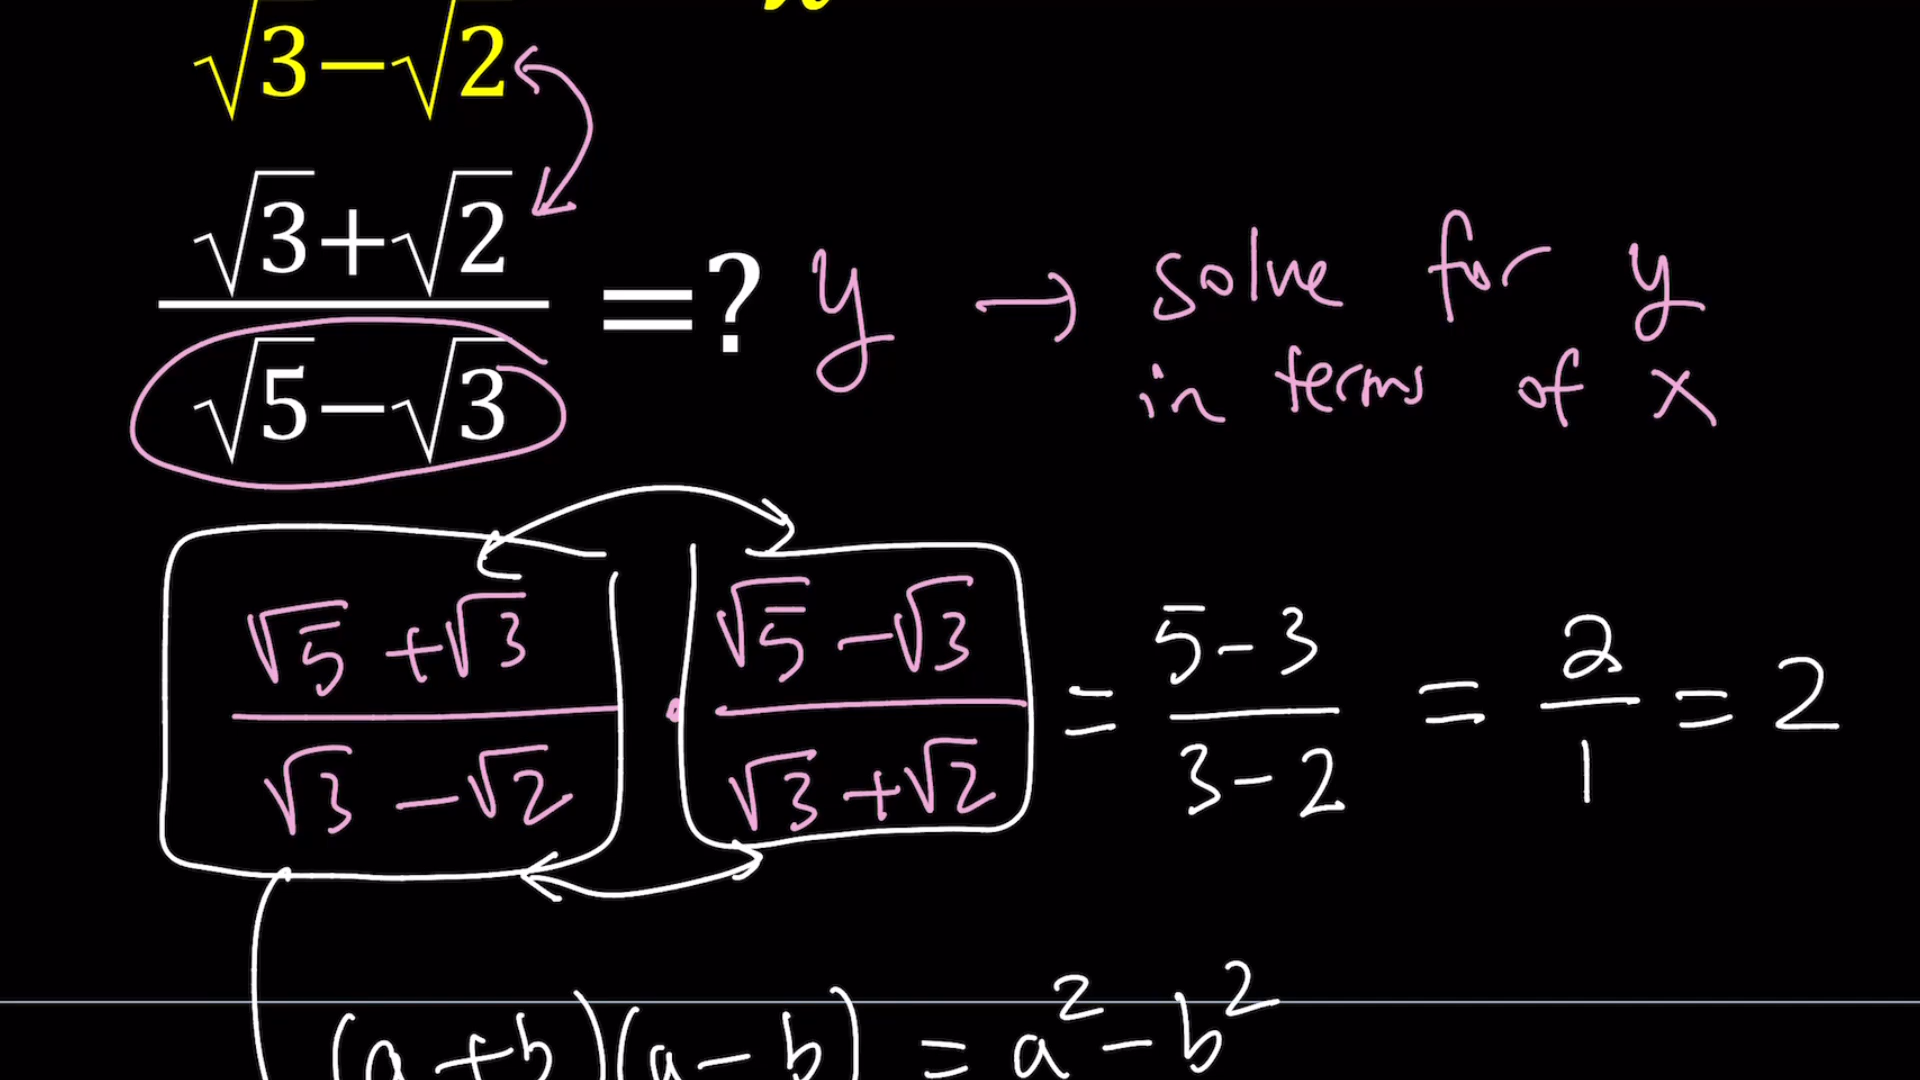 √3−√2
√3+√2 / √5−√3 =? y → solve for y
in terms of x
√5 +√3 / √3 −√2 · √5 −√3 / √3 +√2 = 5−3 / 3−2 = 2 / 1 = 2
(a+b)(a−b) = a² − b²